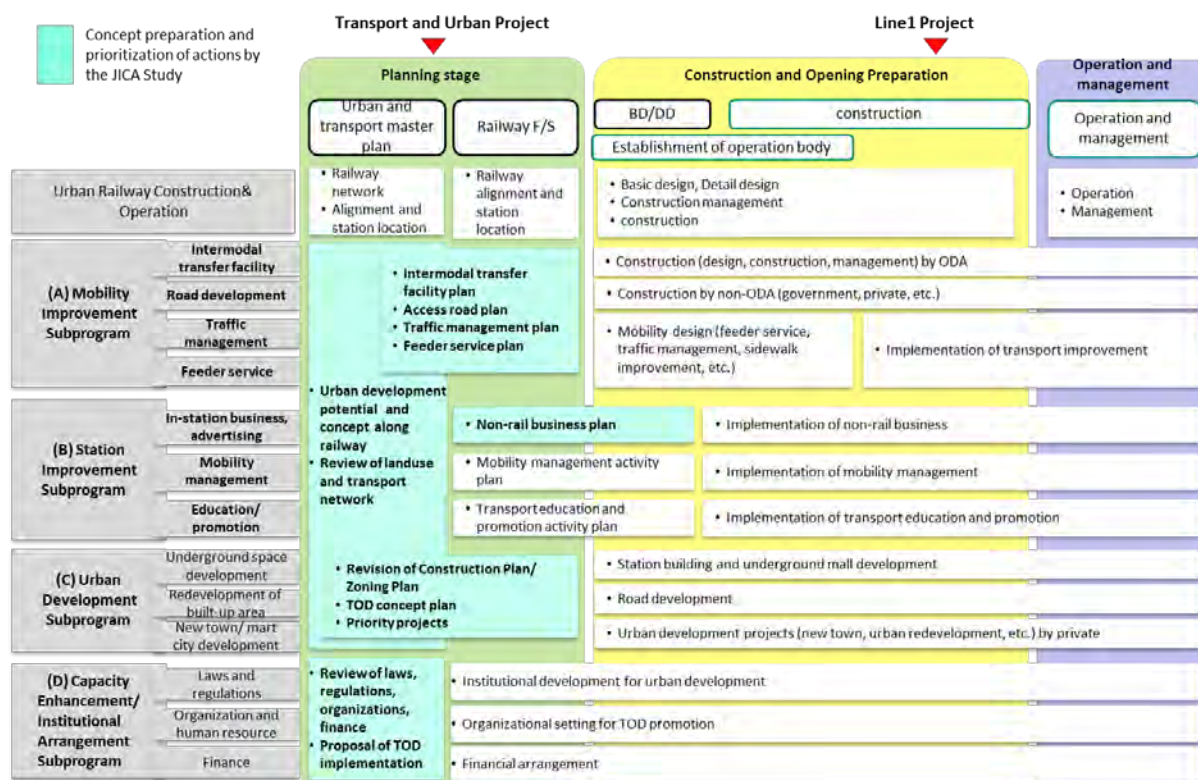 Concept preparation and
prioritization of actions by
the JICA Study
Transport and Urban Project
Line1 Project
Planning stage
Construction and Opening Preparation
Operation and
management
Urban and
transport master
plan
Railway F/S
BD/DD
construction
Establishment of operation body
Operation and
management
Urban Railway Construction&
Operation
• Railway
network
• Alignment and
station location
• Railway
alignment and
station
location
• Basic design, Detail design
• Construction management
• construction
• Operation
• Management
(A) Mobility
Improvement
Subprogram
Intermodal
transfer facility
Road development
Traffic
management
Feeder service
• Intermodal transfer
facility plan
• Access road plan
• Traffic management plan
• Feeder service plan
• Construction (design, construction, management) by ODA
• Construction by non-ODA (government, private, etc.)
• Mobility design (feeder service,
traffic management, sidewalk
improvement, etc.)
• Implementation of transport improvement
• Urban development
potential and
concept along
railway
• Review of landuse
and transport
network
(B) Station
Improvement
Subprogram
In-station business,
advertising
Mobility
management
Education/
promotion
• Non-rail business plan
• Implementation of non-rail business
• Mobility management activity
plan
• Implementation of mobility management
• Transport education and
promotion activity plan
• Implementation of transport education and promotion
(C) Urban
Development
Subprogram
Underground space
development
Redevelopment of
built-up area
New town/ mart
city development
• Revision of Construction Plan/
Zoning Plan
• TOD concept plan
• Priority projects
• Station building and underground mall development
• Road development
• Urban development projects (new town, urban redevelopment, etc.) by private
(D) Capacity
Enhancement/
Institutional
Arrangement
Subprogram
Laws and
regulations
Organization and
human resource
Finance
• Review of laws,
regulations,
organizations,
finance
• Proposal of TOD
implementation
• Institutional development for urban development
• Organizational setting for TOD promotion
• Financial arrangement